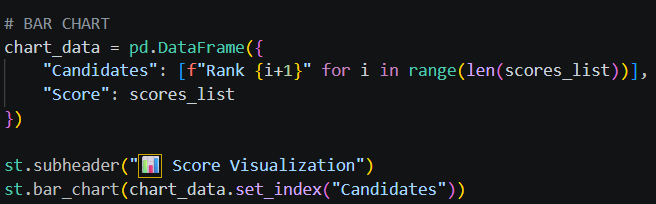 # BAR CHART
chart_data = pd.DataFrame({
    "Candidates": [f"Rank {i+1}" for i in range(len(scores_list))],
    "Score": scores_list
})

st.subheader("📊 Score Visualization")
st.bar_chart(chart_data.set_index("Candidates"))